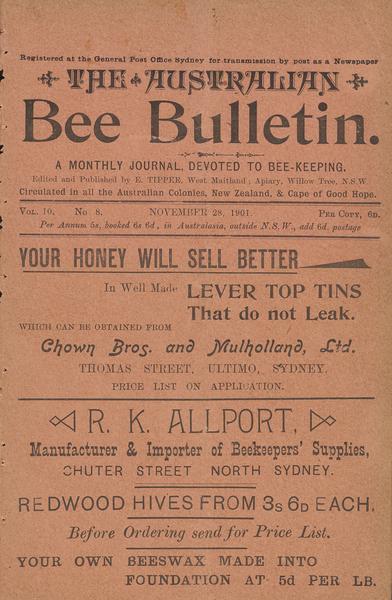 Registered at the General Post Office Sydney for transmission by post as a Newspaper
THE AUSTRALIAN
Bee Bulletin.
A MONTHLY JOURNAL, DEVOTED TO BEE-KEEPING.
Edited and Published by E. TIPPER, West Maitland; Apiary, Willow Tree, N.S.W.
Circulated in all the Australian Colonies, New Zealand, & Cape of Good Hope.
VOL. 10. No. 8. NOVEMBER 28, 1901. PER COPY, 6D.
Per Annum 5s, booked 6s 6d, in Australasia, outside N.S.W., add 6d. postage
YOUR HONEY WILL SELL BETTER
In Well Made LEVER TOP TINS
That do not Leak.
WHICH CAN BE OBTAINED FROM
Chown Bros. and Mulholland, Ltd.
THOMAS STREET, ULTIMO, SYDNEY.
PRICE LIST ON APPLICATION.
R. K. ALLPORT,
Manufacturer & Importer of Beekeepers' Supplies,
CHUTER STREET NORTH SYDNEY.
REDWOOD HIVES FROM 3s 6D EACH.
Before Ordering send for Price List.
YOUR OWN BEESWAX MADE INTO
FOUNDATION AT 5d PER LB.